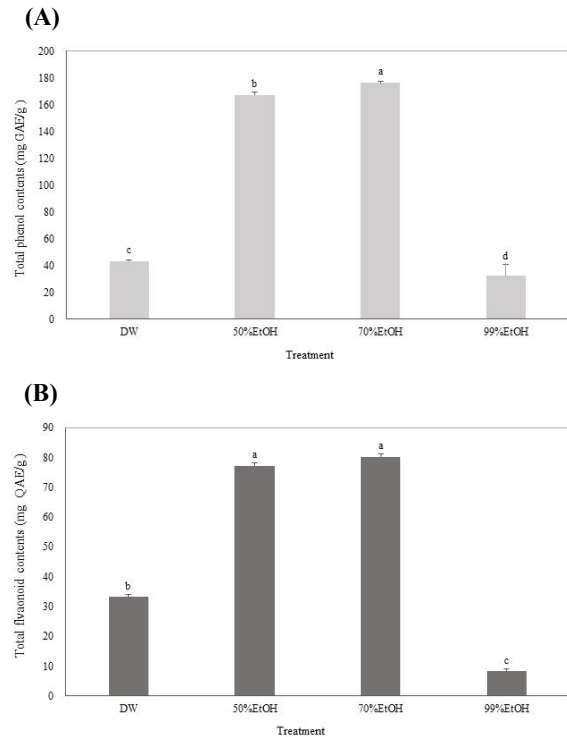 (A)
Total phenol contents (mg GAE/g)
200
180
160
140
120
100
80
60
40
20
0
c
b
a
d
DW 50%EtOH 70%EtOH 99%EtOH
Treatment
(B)
Total flvaonoid contents (mg QAE/g)
90
80
70
60
50
40
30
20
10
0
b
a
a
c
DW 50%EtOH 70%EtOH 99%EtOH
Treatment